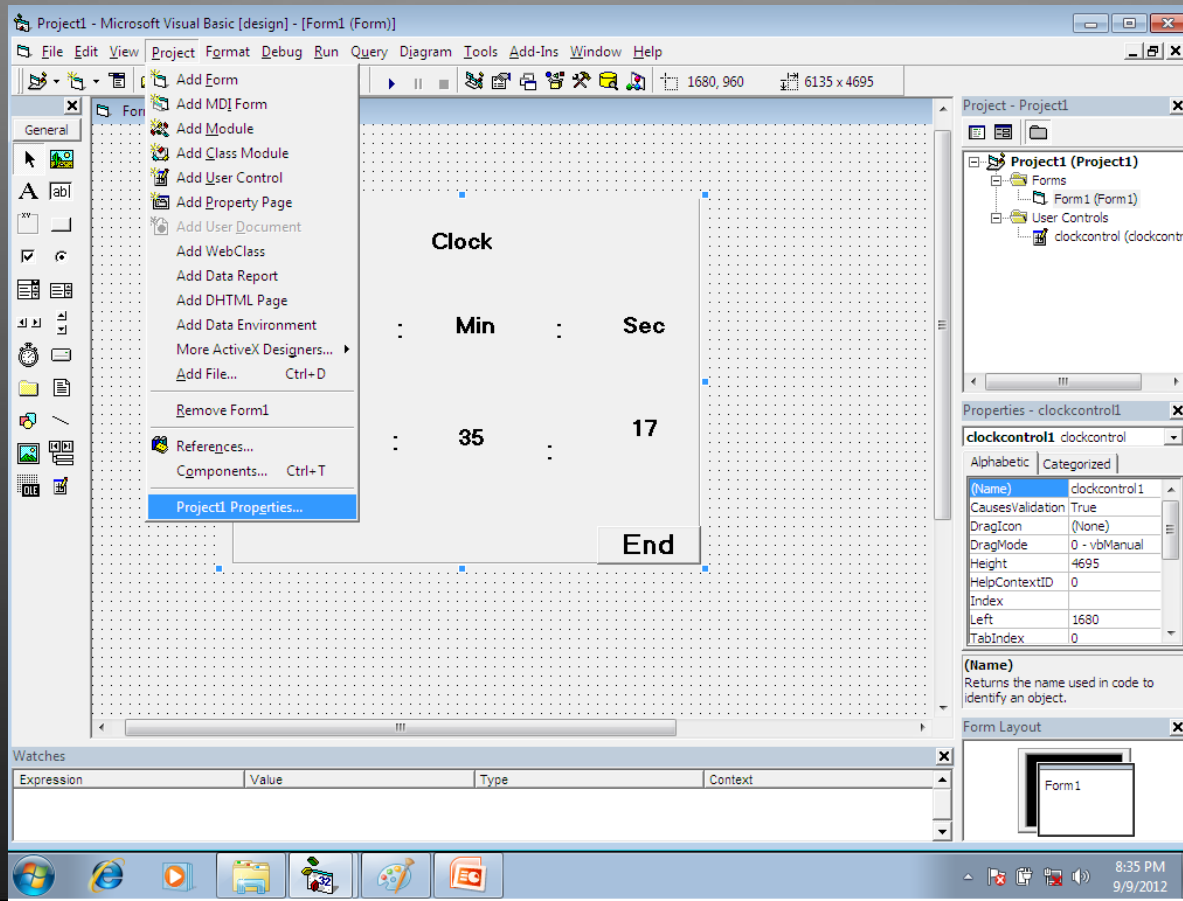 Project1 - Microsoft Visual Basic [design] - [Form1 (Form)]
File Edit View Project Format Debug Run Query Diagram Tools Add-Ins Window Help
1680, 960 6135 x 4695
General
A ab|
XY
OLE
Add Form
Add MDI Form
Add Module
Add Class Module
Add User Control
Add Property Page
Add User Document
Add WebClass
Add Data Report
Add DHTML Page
Add Data Environment
More ActiveX Designers...
Add File... Ctrl+D
Remove Form1
References...
Components... Ctrl+T
Project1 Properties...
For
Clock
: Min : Sec
: 35 : 17
End
Project - Project1
Project1 (Project1)
Forms
Form1 (Form1)
User Controls
clockcontrol (clockcontr
Properties - clockcontrol1
clockcontrol1 clockcontrol
Alphabetic Categorized
(Name) clockcontrol1
CausesValidation True
DragIcon (None)
DragMode 0 - vbManual
Height 4695
HelpContextID 0
Index
Left 1680
TabIndex 0
(Name)
Returns the name used in code to
identify an object.
Form Layout
Form1
Watches
Expression Value Type Context
32
8:35 PM
9/9/2012